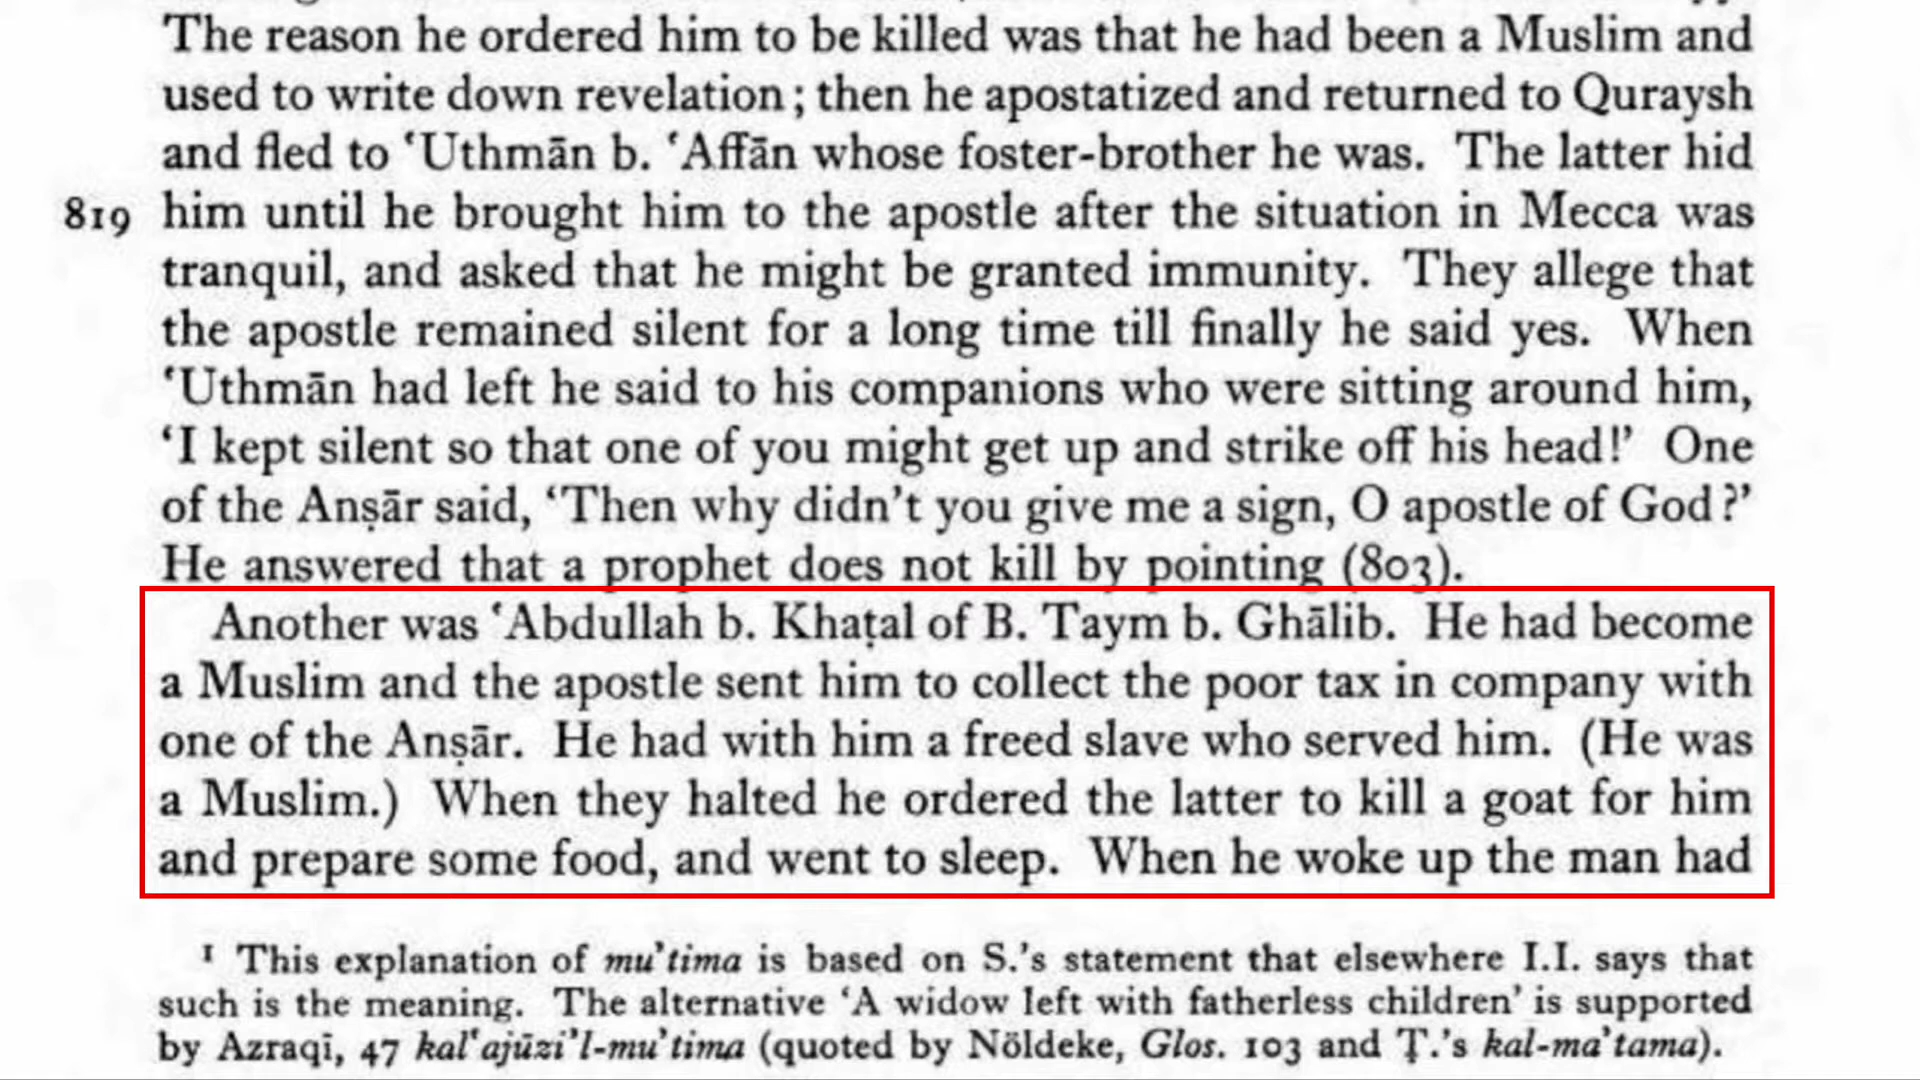 The reason he ordered him to be killed was that he had been a Muslim and
used to write down revelation; then he apostatized and returned to Quraysh
and fled to ‘Uthmān b. ‘Affān whose foster-brother he was. The latter hid
819 him until he brought him to the apostle after the situation in Mecca was
tranquil, and asked that he might be granted immunity. They allege that
the apostle remained silent for a long time till finally he said yes. When
‘Uthmān had left he said to his companions who were sitting around him,
‘I kept silent so that one of you might get up and strike off his head!’ One
of the Anṣār said, ‘Then why didn’t you give me a sign, O apostle of God?’
He answered that a prophet does not kill by pointing (803).
Another was ‘Abdullah b. Khaṭal of B. Taym b. Ghālib. He had become
a Muslim and the apostle sent him to collect the poor tax in company with
one of the Anṣār. He had with him a freed slave who served him. (He was
a Muslim.) When they halted he ordered the latter to kill a goat for him
and prepare some food, and went to sleep. When he woke up the man had
¹ This explanation of mu’tima is based on S.’s statement that elsewhere I.I. says that
such is the meaning. The alternative ‘A widow left with fatherless children’ is supported
by Azraqī, 47 kal‘ajūzi’l-mu’tima (quoted by Nöldeke, Glos. 103 and Ṭ.’s kal-ma’tama).